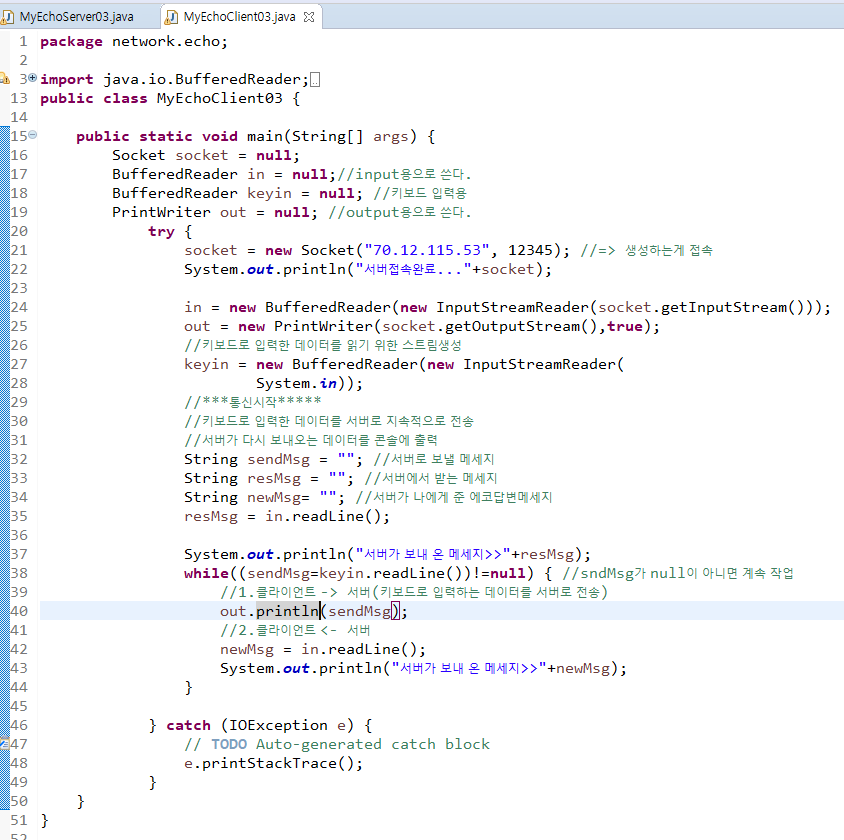 MyEchoServer03.java MyEchoClient03.java
1 package network.echo;
2
3 import java.io.BufferedReader;
13 public class MyEchoClient03 {
14
15 public static void main(String[] args) {
16 Socket socket = null;
17 BufferedReader in = null;//input용으로 쓴다.
18 BufferedReader keyin = null; //키보드 입력용
19 PrintWriter out = null; //output용으로 쓴다.
20 try {
21 socket = new Socket("70.12.115.53", 12345); //=> 생성하는게 접속
22 System.out.println("서버접속완료..."+socket);
23
24 in = new BufferedReader(new InputStreamReader(socket.getInputStream()));
25 out = new PrintWriter(socket.getOutputStream(),true);
26 //키보드로 입력한 데이터를 읽기 위한 스트림생성
27 keyin = new BufferedReader(new InputStreamReader(
28 System.in));
29 //***통신시작*****
30 //키보드로 입력한 데이터를 서버로 지속적으로 전송
31 //서버가 다시 보내오는 데이터를 콘솔에 출력
32 String sendMsg = ""; //서버로 보낼 메세지
33 String resMsg = ""; //서버에서 받는 메세지
34 String newMsg= ""; //서버가 나에게 준 에코답변메세지
35 resMsg = in.readLine();
36
37 System.out.println("서버가 보내 온 메세지>>"+resMsg);
38 while((sendMsg=keyin.readLine())!=null) { //sndMsg가 null이 아니면 계속 작업
39 //1.클라이언트 -> 서버(키보드로 입력하는 데이터를 서버로 전송)
40 out.println(sendMsg);
41 //2.클라이언트 <- 서버
42 newMsg = in.readLine();
43 System.out.println("서버가 보내 온 메세지>>"+newMsg);
44 }
45
46 } catch (IOException e) {
47 // TODO Auto-generated catch block
48 e.printStackTrace();
49 }
50 }
51 }
52